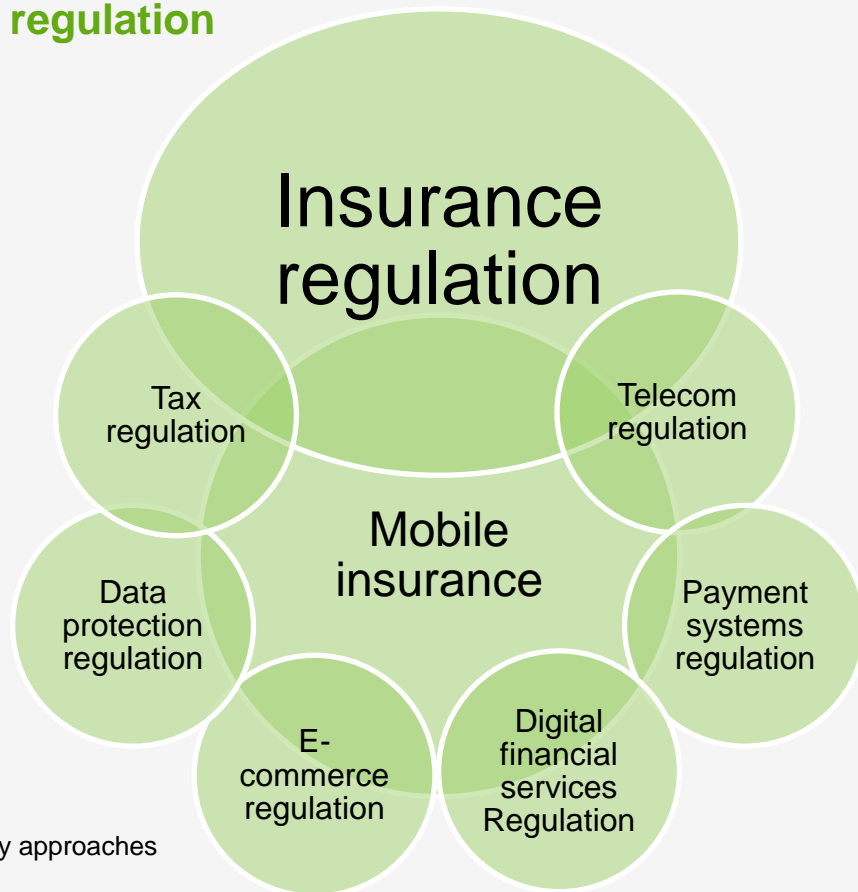 regulation
Insurance
regulation
Tax
regulation
Telecom
regulation
Mobile
insurance
Data
protection
regulation
Payment
systems
regulation
E-
commerce
regulation
Digital
financial
services
Regulation
y approaches